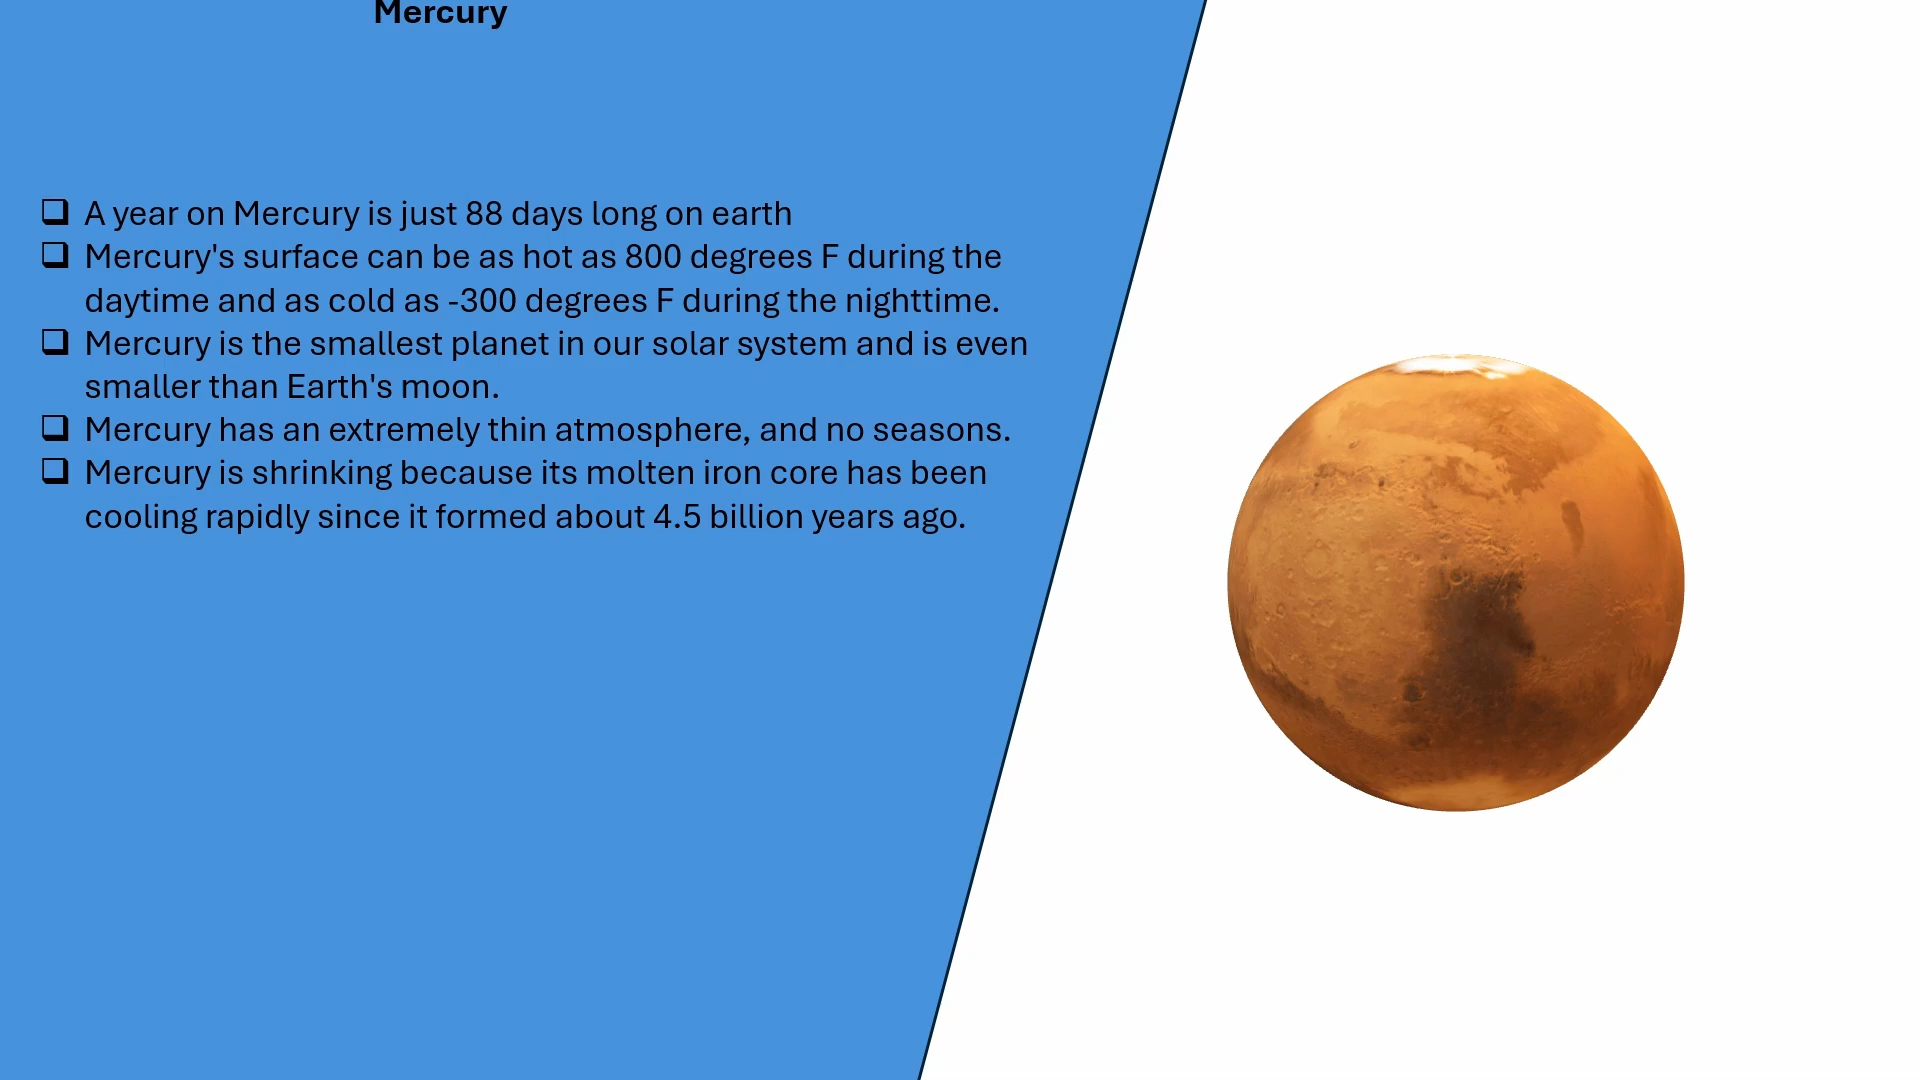 Mercury
A year on Mercury is just 88 days long on earth
Mercury's surface can be as hot as 800 degrees F during the
daytime and as cold as -300 degrees F during the nighttime.
Mercury is the smallest planet in our solar system and is even
smaller than Earth's moon.
Mercury has an extremely thin atmosphere, and no seasons.
Mercury is shrinking because its molten iron core has been
cooling rapidly since it formed about 4.5 billion years ago.